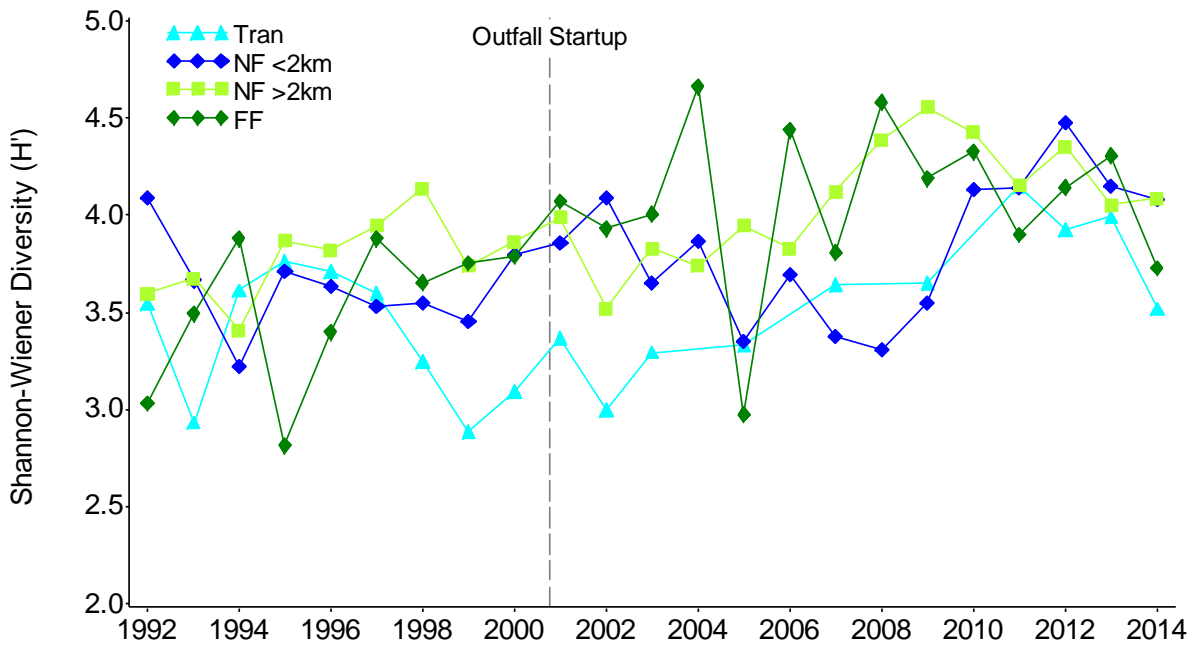 5.0
4.5
4.0
3.5
3.0
2.5
2.0
Shannon-Wiener Diversity (H')
Tran
NF <2km
NF >2km
FF
Outfall Startup
1992 1994 1996 1998 2000 2002 2004 2006 2008 2010 2012 2014